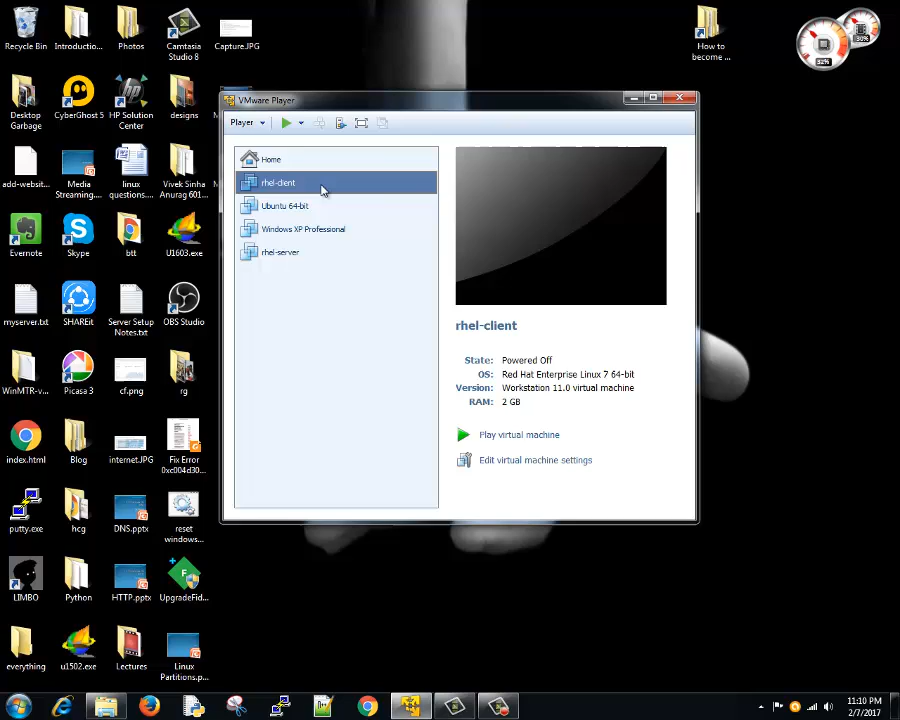 VMware Player
Player
Home
rhel-client
Ubuntu 64-bit
Windows XP Professional
rhel-server
rhel-client
State: Powered Off
OS: Red Hat Enterprise Linux 7 64-bit
Version: Workstation 11.0 virtual machine
RAM: 2 GB
Play virtual machine
Edit virtual machine settings
Recycle Bin
Introductio...
Photos
Camtasia
Studio 8
Capture.JPG
How to
become ...
32%
30%
Desktop
Garbage
CyberGhost 5
HP Solution
Center
designs
add-website...
Media
Streaming....
linux
questions....
Vivek Sinha
Anurag 601...
Evernote
Skype
btt
U1603.exe
myserver.txt
SHAREit
Server Setup
Notes.txt
OBS Studio
WinMTR-v...
Picasa 3
cf.png
rg
index.html
Blog
internet.JPG
Fix Error
0xc004d30...
putty.exe
hcg
DNS.pptx
reset
windows...
LIMBO
Python
HTTP.pptx
UpgradeFid...
everything
u1502.exe
Lectures
Linux
Partitions.p...
11:10 PM
2/7/2017